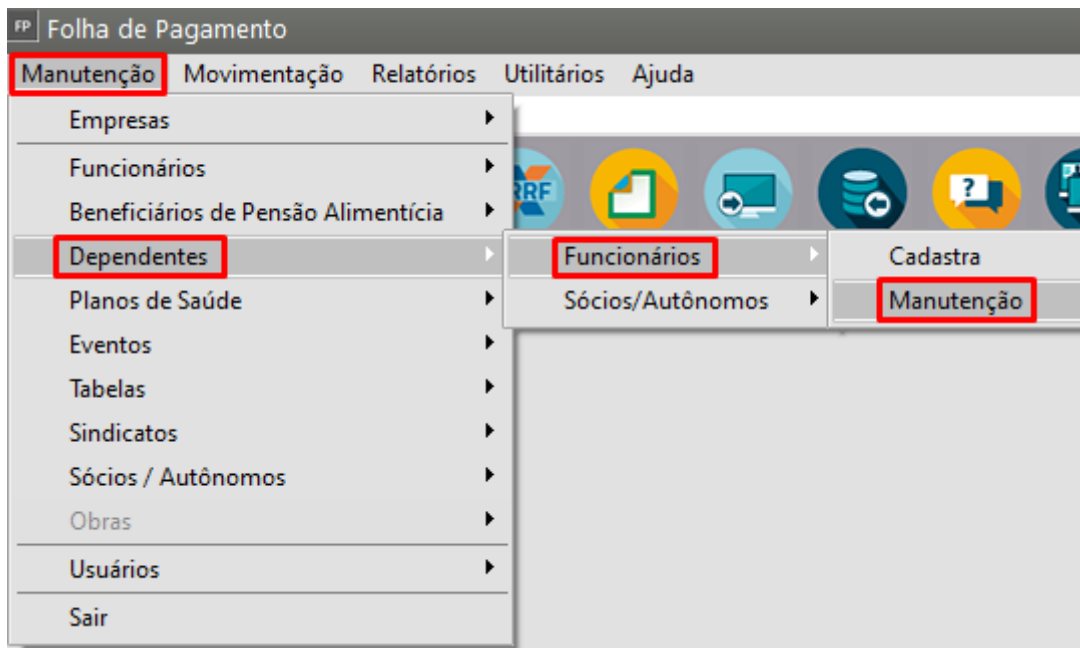 FP Folha de Pagamento
Manutenção Movimentação Relatórios Utilitários Ajuda
Empresas
Funcionários
Beneficiários de Pensão Alimentícia
Dependentes
Planos de Saúde
Eventos
Tabelas
Sindicatos
Sócios / Autônomos
Obras
Usuários
Sair
RRF
?
Funcionários
Sócios/Autônomos
Cadastra
Manutenção